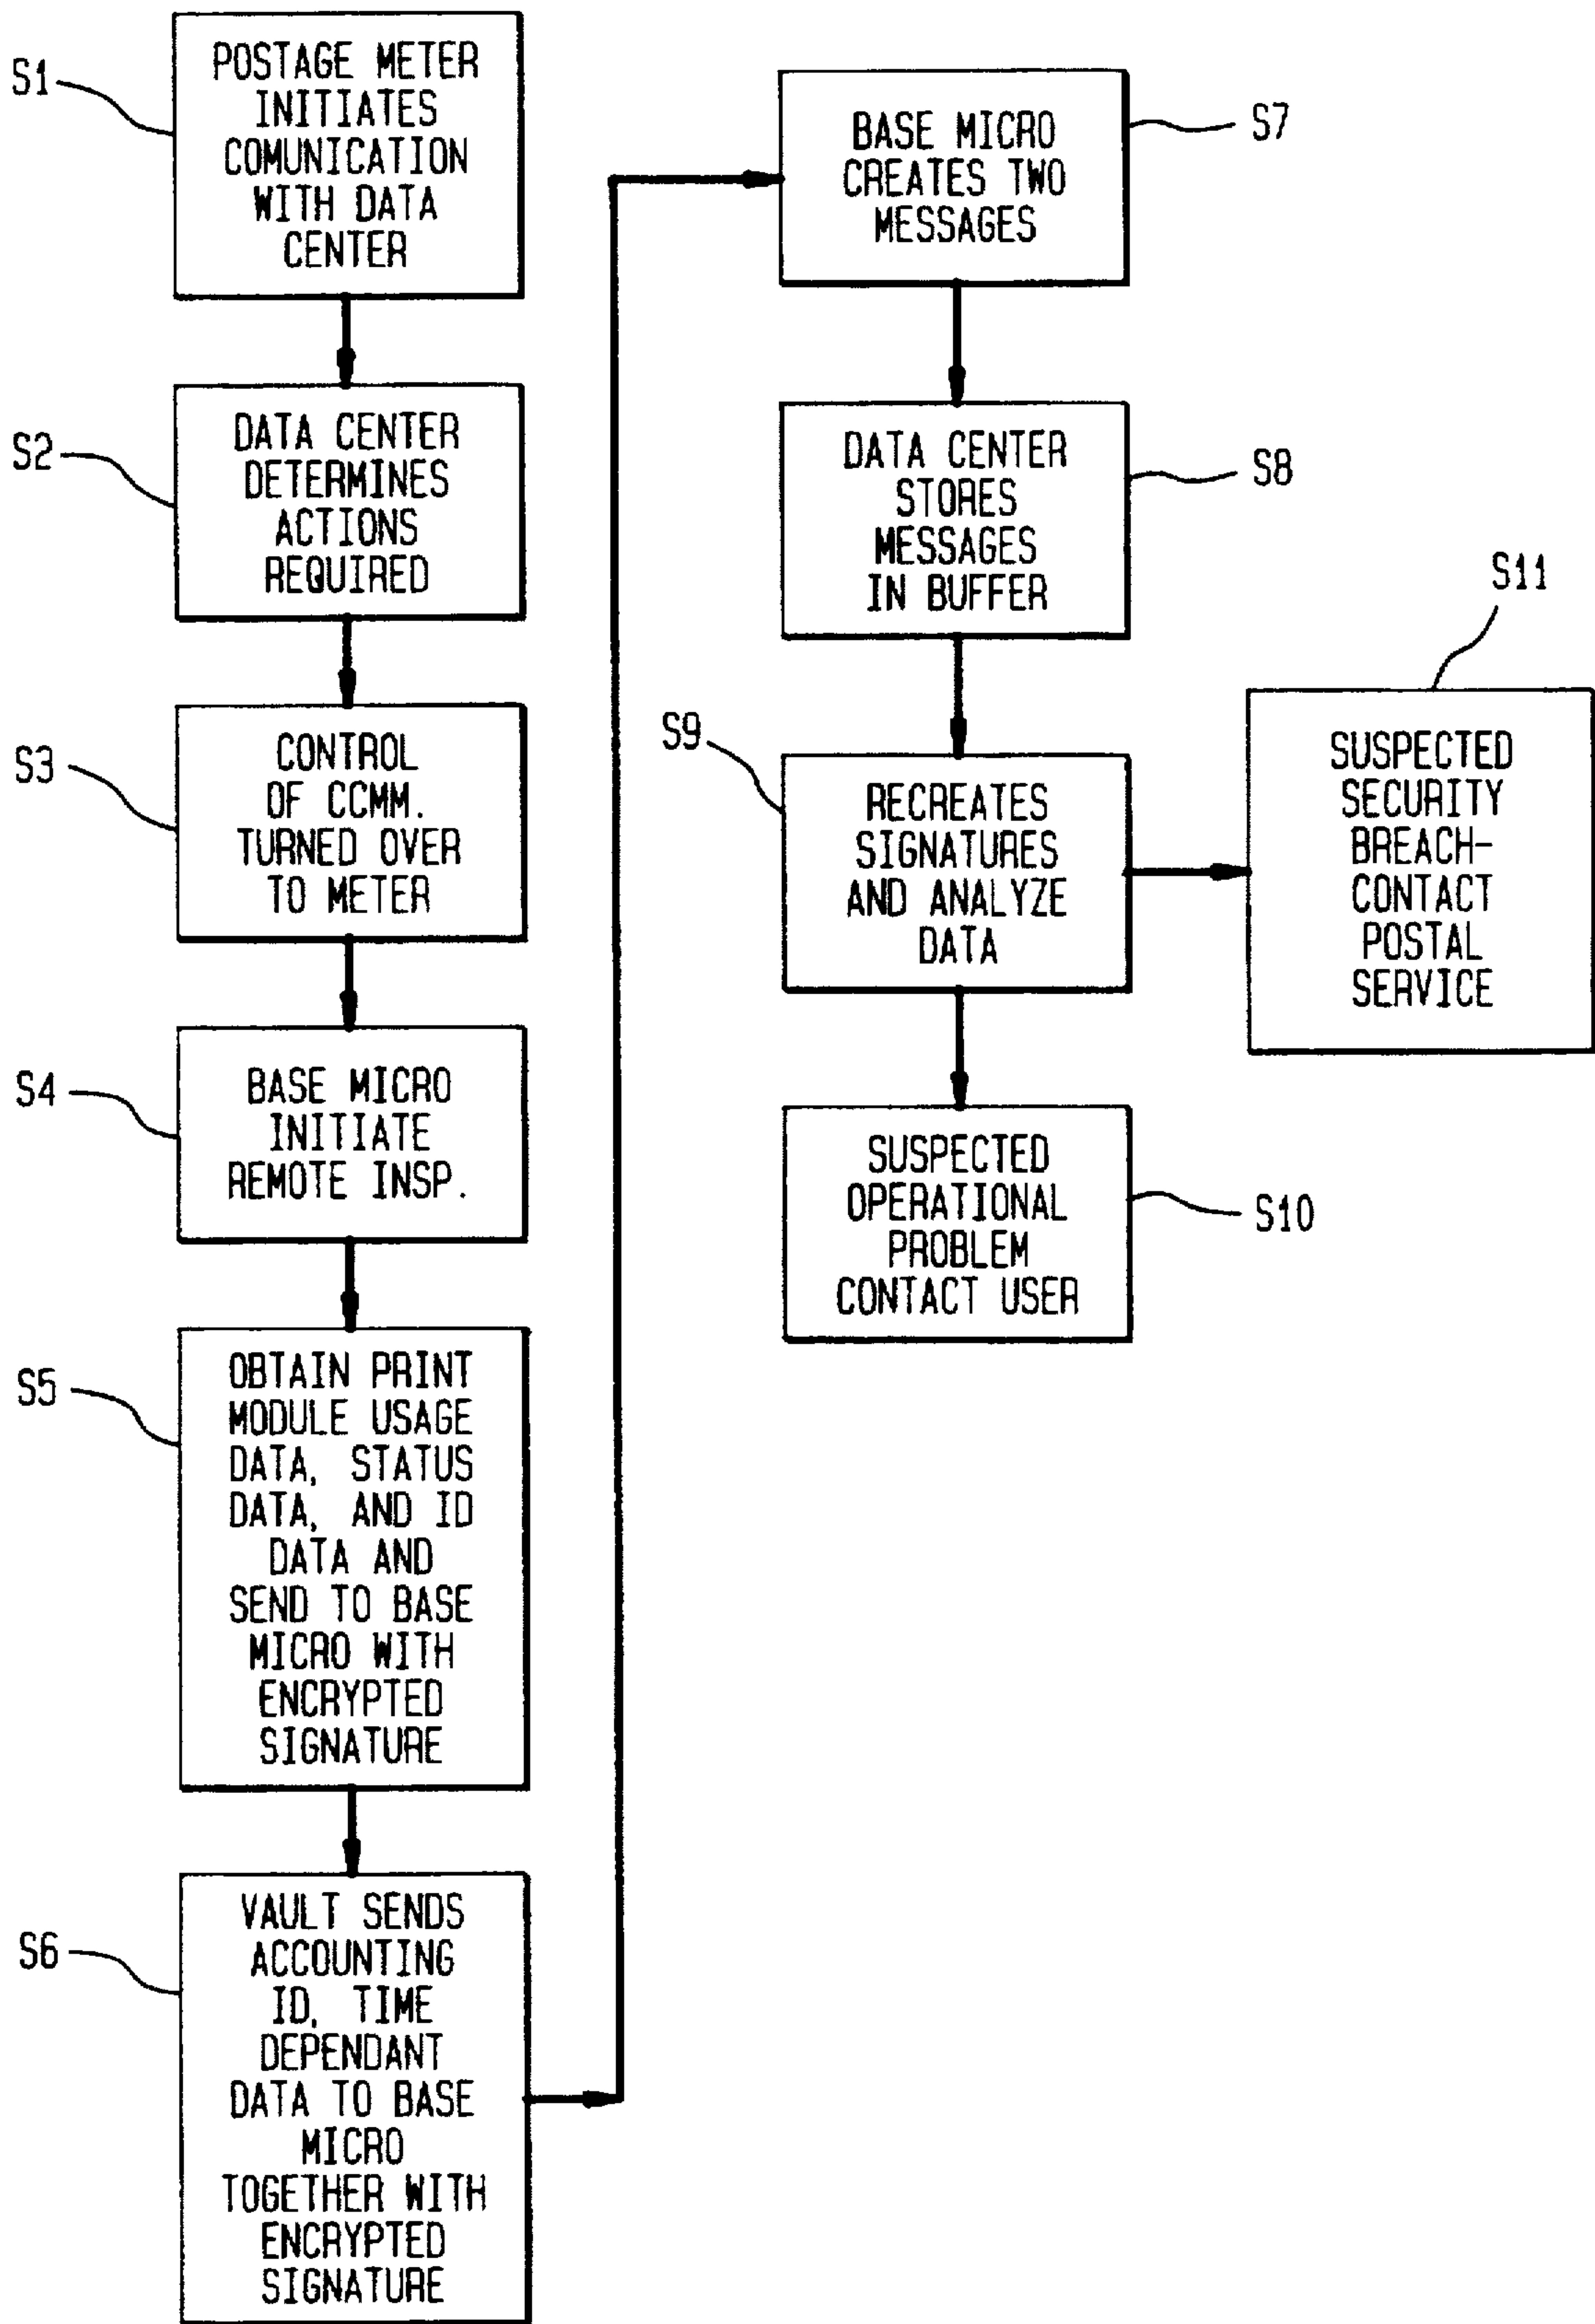 S1
POSTAGE METER
INITIATES
COMUNICATION
WITH DATA
CENTER
S2
DATA CENTER
DETERMINES
ACTIONS
REQUIRED
S3
CONTROL
OF CCMM.
TURNED OVER
TO METER
S4
BASE MICRO
INITIATE
REMOTE INSP.
S5
OBTAIN PRINT
MODULE USAGE
DATA, STATUS
DATA, AND ID
DATA AND
SEND TO BASE
MICRO WITH
ENCRYPTED
SIGNATURE
S6
VAULT SENDS
ACCOUNTING
ID, TIME
DEPENDANT
DATA TO BASE
MICRO
TOGETHER WITH
ENCRYPTED
SIGNATURE
S7
BASE MICRO
CREATES TWO
MESSAGES
S8
DATA CENTER
STORES
MESSAGES
IN BUFFER
S9
RECREATES
SIGNATURES
AND ANALYZE
DATA
S10
SUSPECTED
OPERATIONAL
PROBLEM
CONTACT USER
S11
SUSPECTED
SECURITY
BREACH-
CONTACT
POSTAL
SERVICE